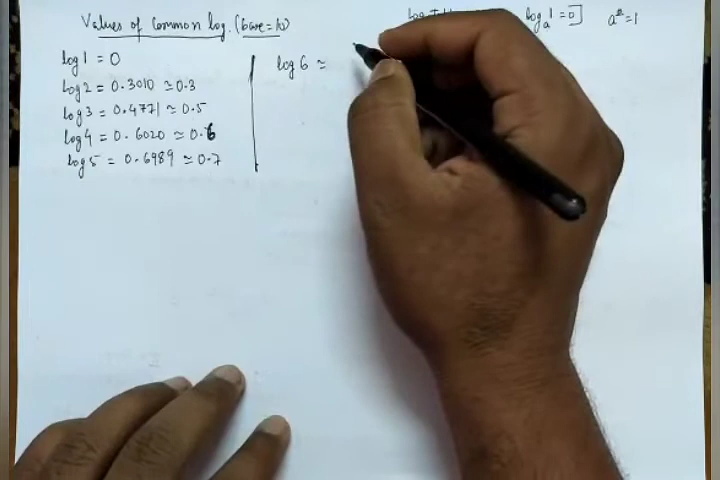 Values of Common log. (base=10)
log 1 = 0
log 2 = 0.3010 ≃ 0.3
log 3 = 0.4771 ≃ 0.5
log 4 = 0.6020 ≃ 0.6
log 5 = 0.6989 ≃ 0.7
log 6 ≃
log_a 1 = 0] a° = 1